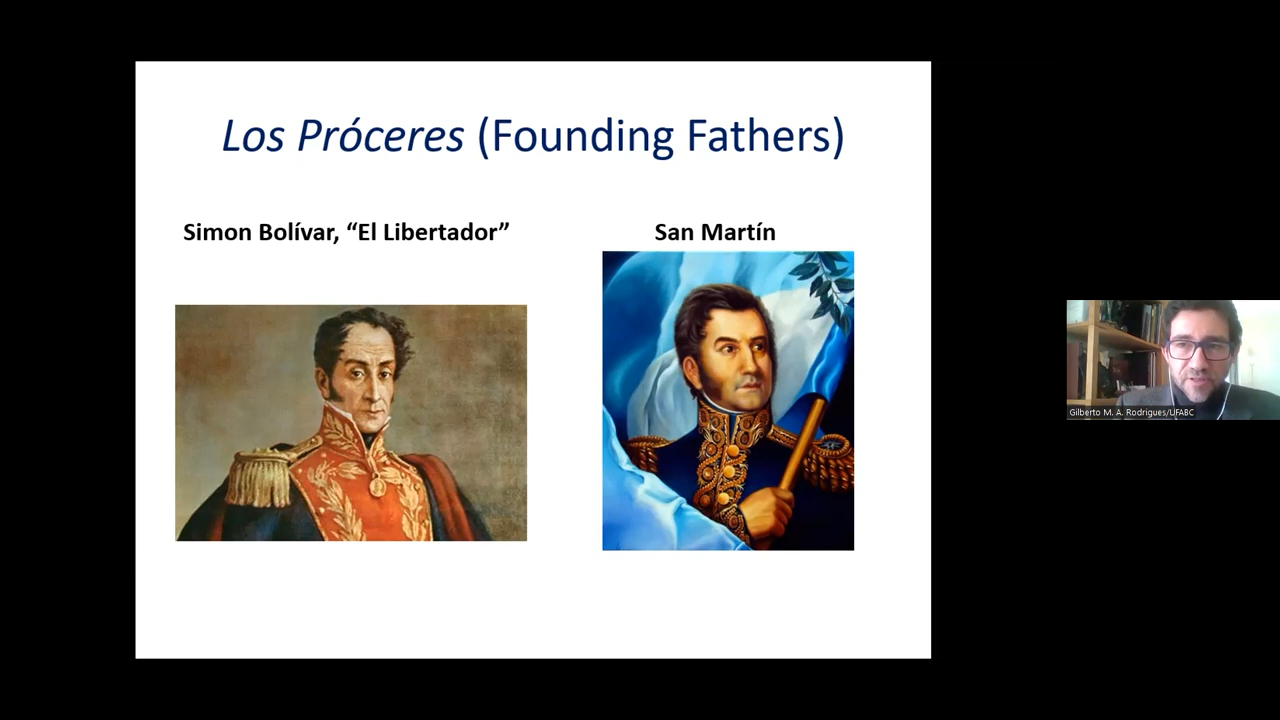 Los Próceres (Founding Fathers)
Simon Bolívar, “El Libertador”
San Martín
Gilberto M. A. Rodrigues/UFABC